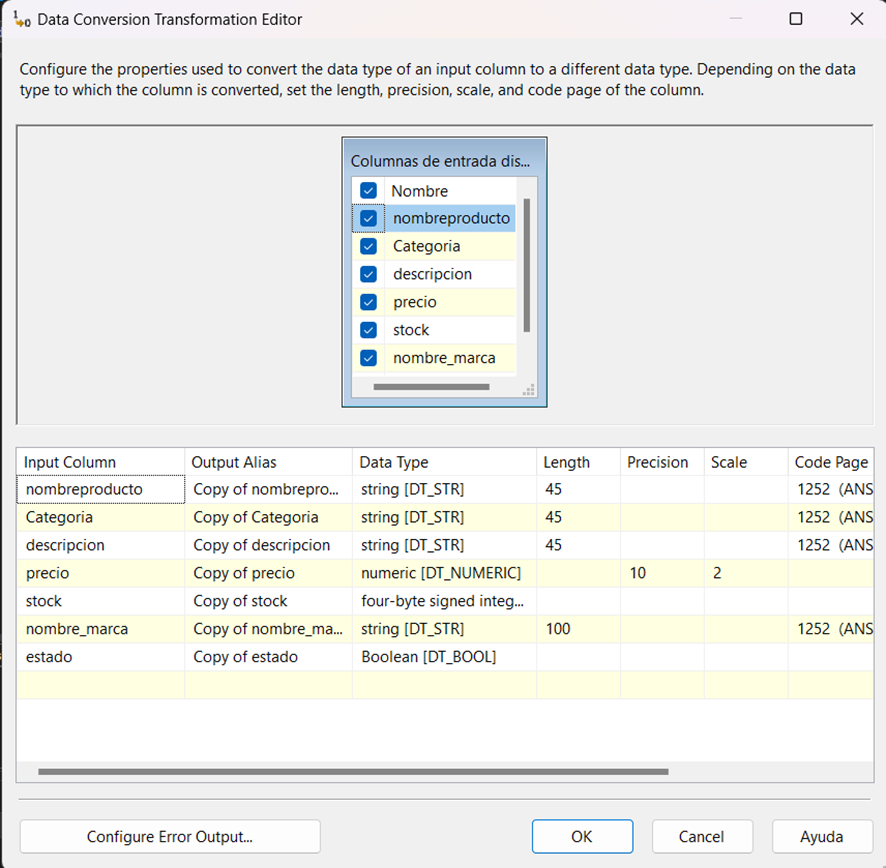 Data Conversion Transformation Editor
Configure the properties used to convert the data type of an input column to a different data type. Depending on the data
type to which the column is converted, set the length, precision, scale, and code page of the column.
Columnas de entrada dis...
Nombre
nombreproducto
Categoria
descripcion
precio
stock
nombre_marca
Input Column Output Alias Data Type Length Precision Scale Code Page
nombreproducto Copy of nombrepro... string [DT_STR] 45 1252 (ANS
Categoria Copy of Categoria string [DT_STR] 45 1252 (ANS
descripcion Copy of descripcion string [DT_STR] 45 1252 (ANS
precio Copy of precio numeric [DT_NUMERIC] 10 2
stock Copy of stock four-byte signed integ...
nombre_marca Copy of nombre_ma... string [DT_STR] 100 1252 (ANS
estado Copy of estado Boolean [DT_BOOL]
Configure Error Output... OK Cancel Ayuda